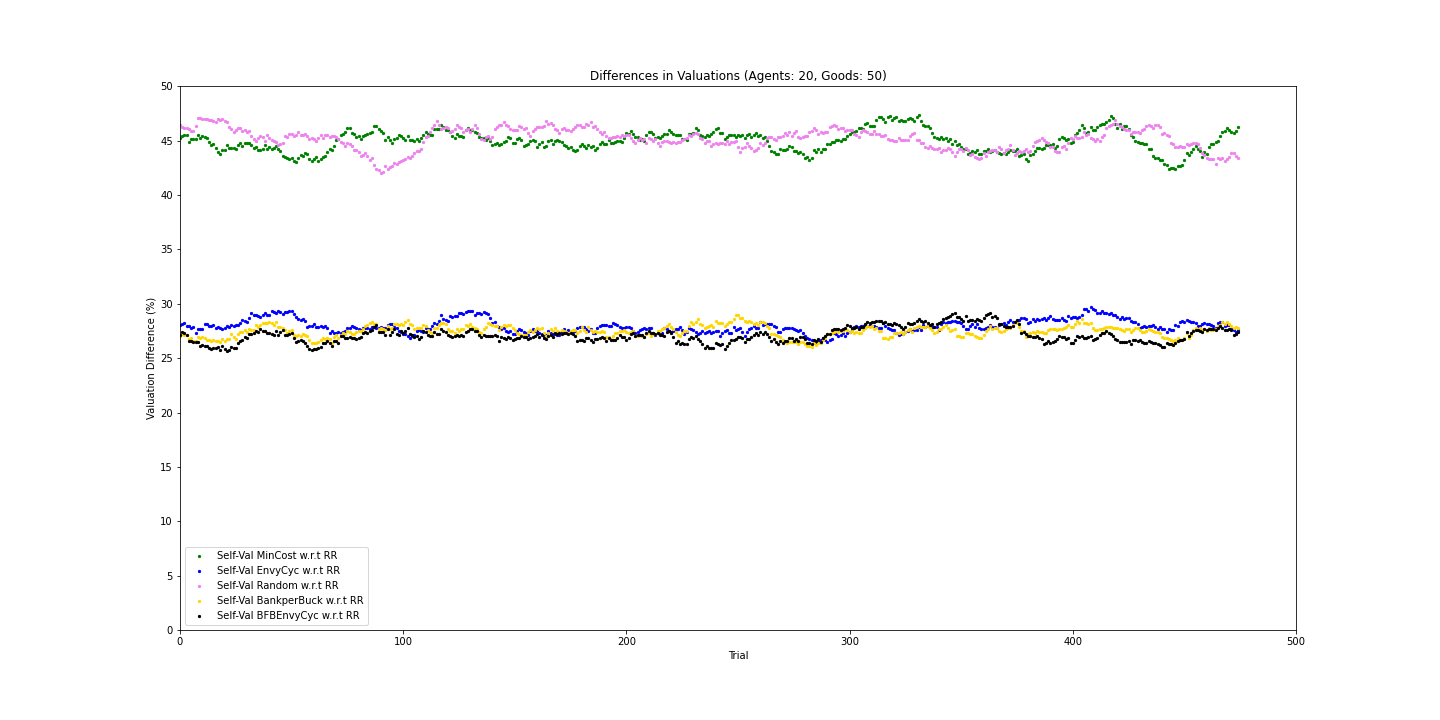 Differences in Valuations (Agents: 20, Goods: 50)
50
45
40
35
30
25
20
15
10
5
0
Valuation Difference (%)
Self-Val MinCost w.r.t RR
Self-Val EnvyCyc w.r.t RR
Self-Val Random w.r.t RR
Self-Val BankperBuck w.r.t RR
Self-Val BFBEnvyCyc w.r.t RR
0 100 200 300 400 500
Trial